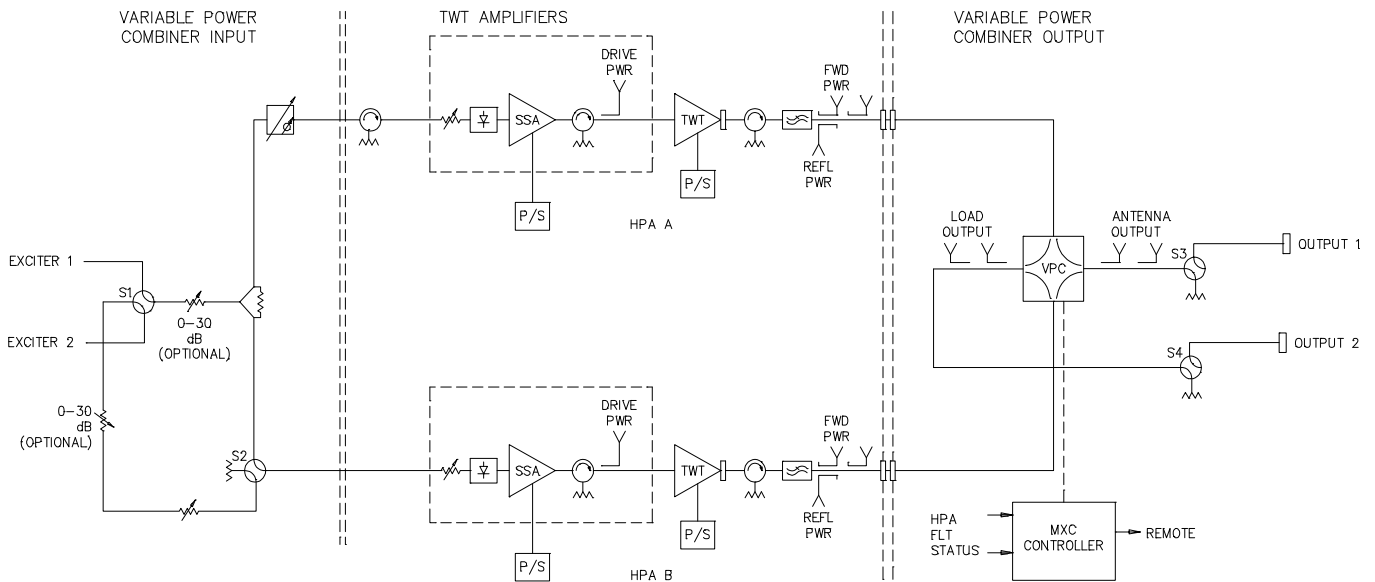 VARIABLE POWER
COMBINER INPUT
TWT AMPLIFIERS
VARIABLE POWER
COMBINER OUTPUT
DRIVE
PWR
SSA
P/S
TWT
P/S
FWD
PWR
REFL
PWR
HPA A
EXCITER 1
S1
EXCITER 2
0-30
dB
(OPTIONAL)
0-30
dB
(OPTIONAL)
S2
LOAD
OUTPUT
VPC
ANTENNA
OUTPUT
S3
OUTPUT 1
S4
OUTPUT 2
DRIVE
PWR
SSA
P/S
TWT
P/S
FWD
PWR
REFL
PWR
HPA B
HPA
FLT
STATUS
MXC
CONTROLLER
REMOTE